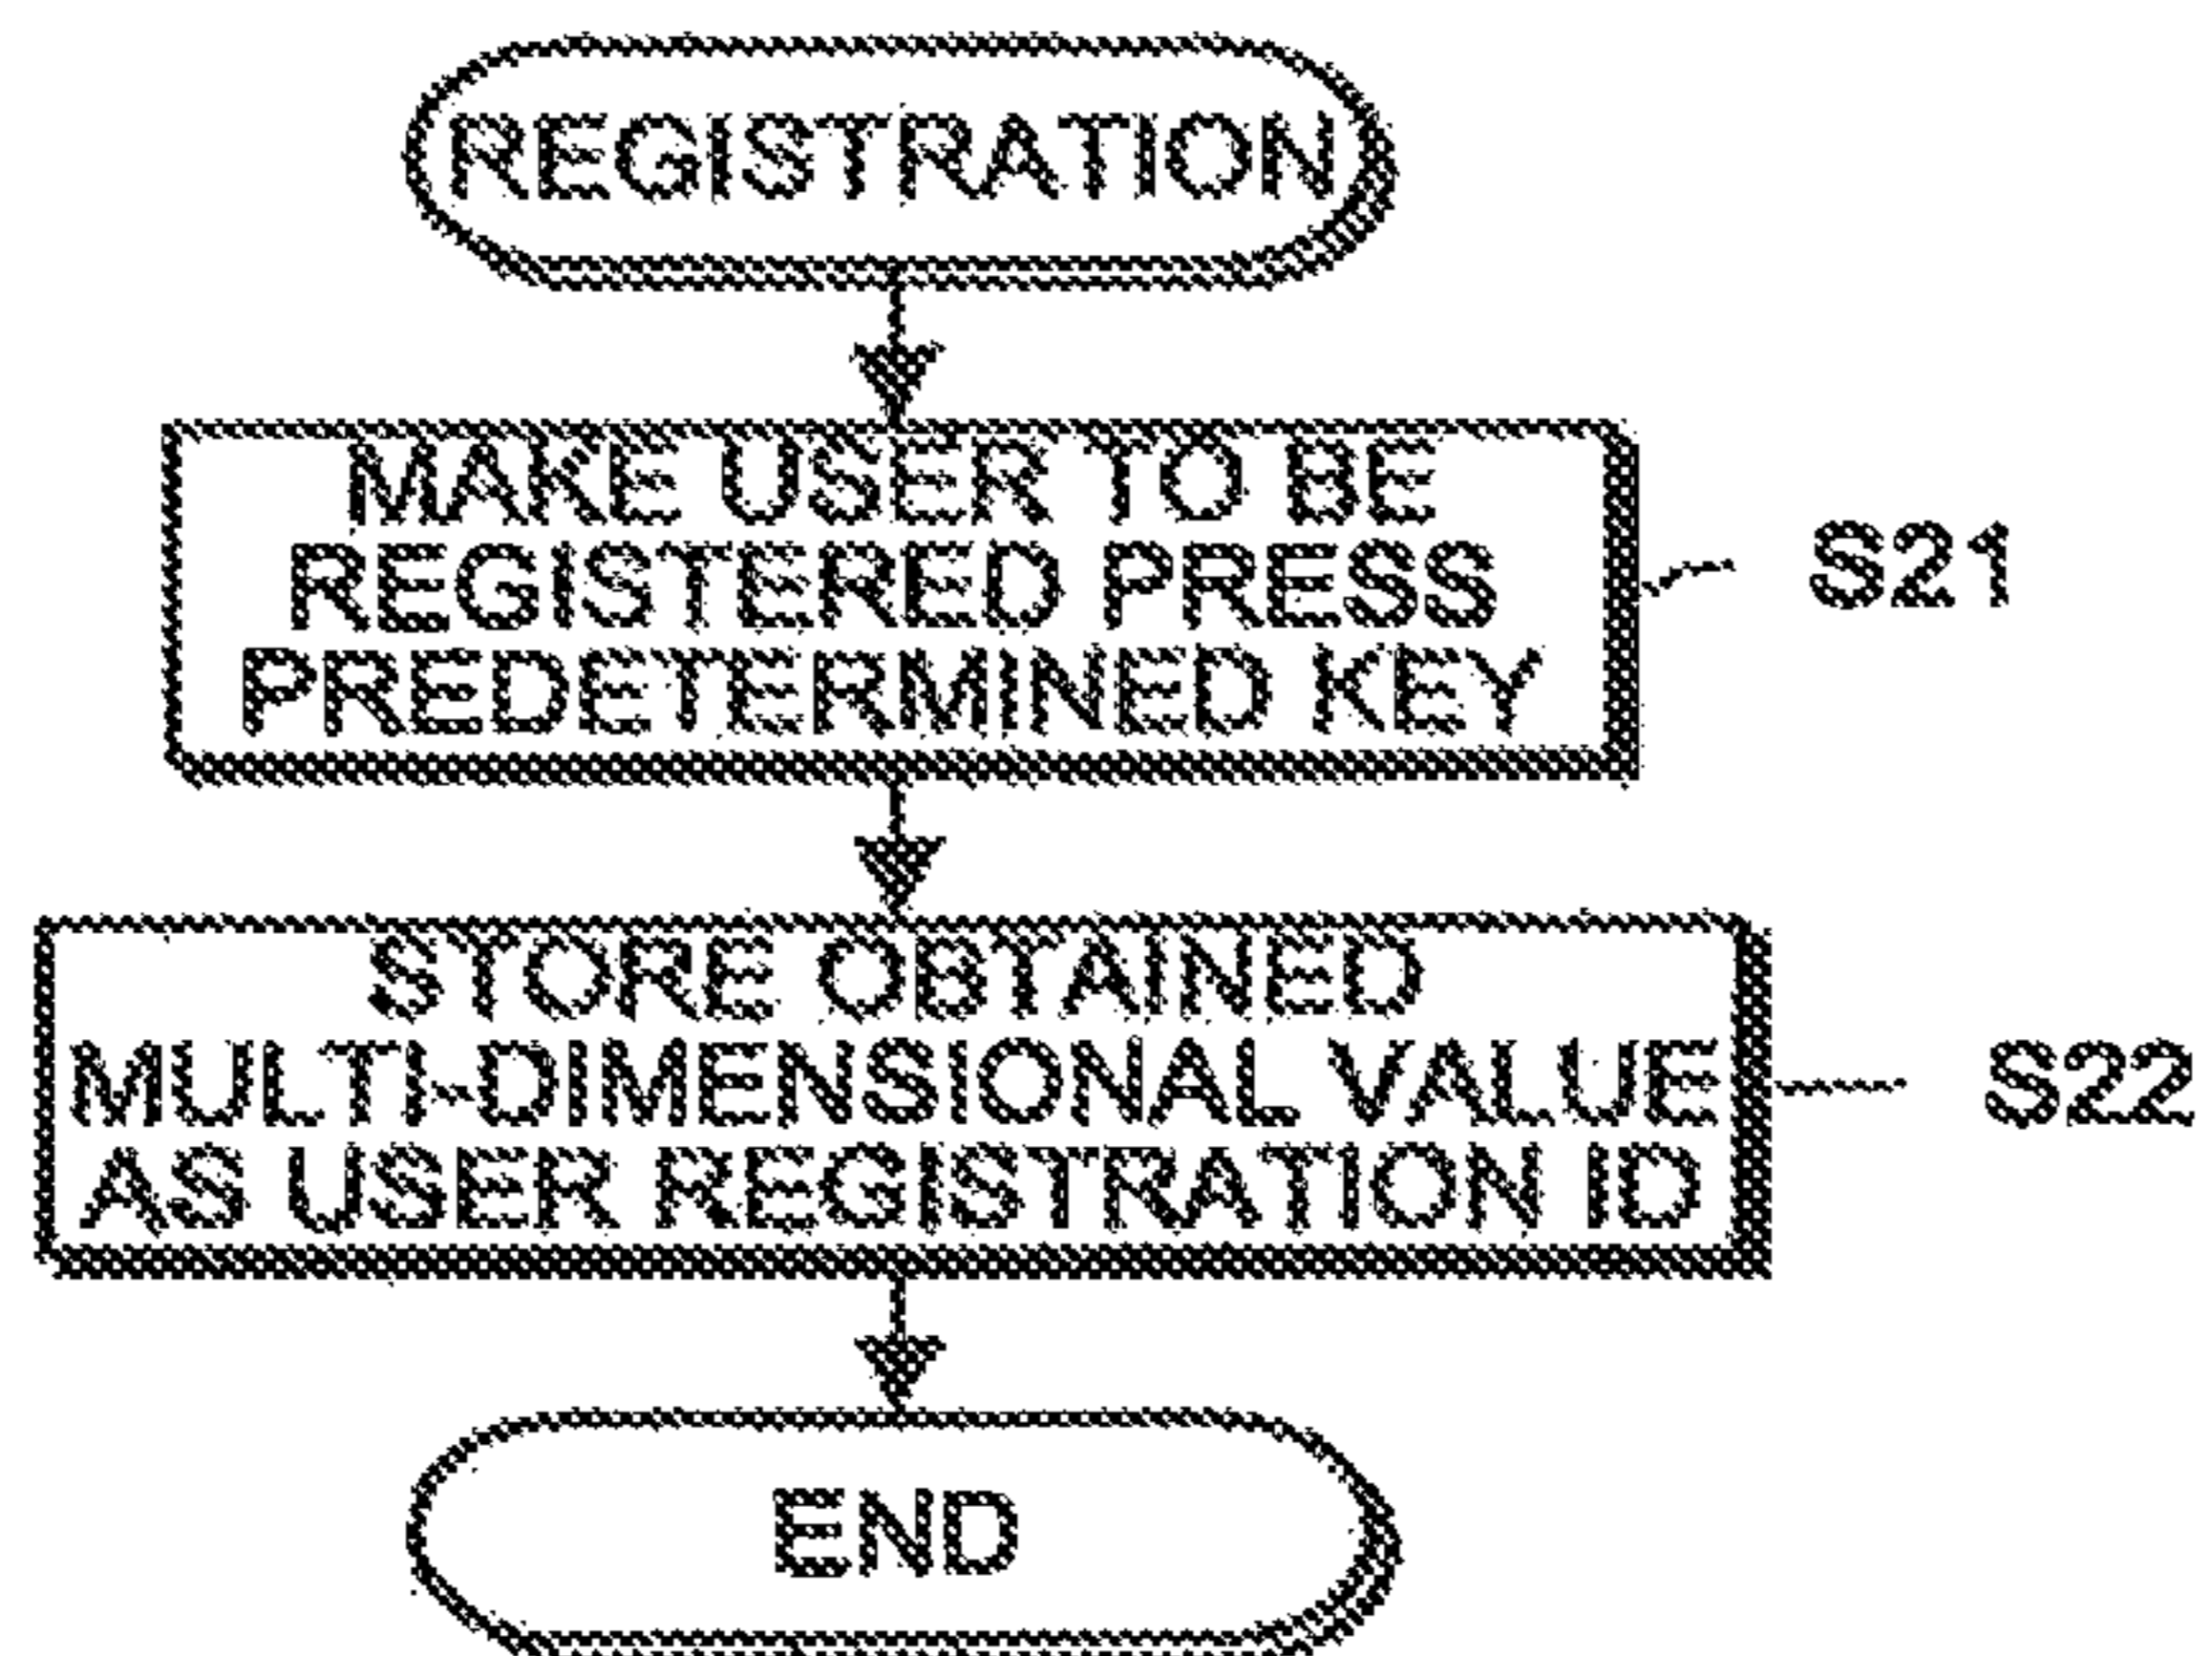 REGISTRATION
MAKE USER TO BE
REGISTERED PRESS
PREDETERMINED KEY
S21
STORE OBTAINED
MULTI-DIMENSIONAL VALUE
AS USER REGISTRATION ID
S22
END